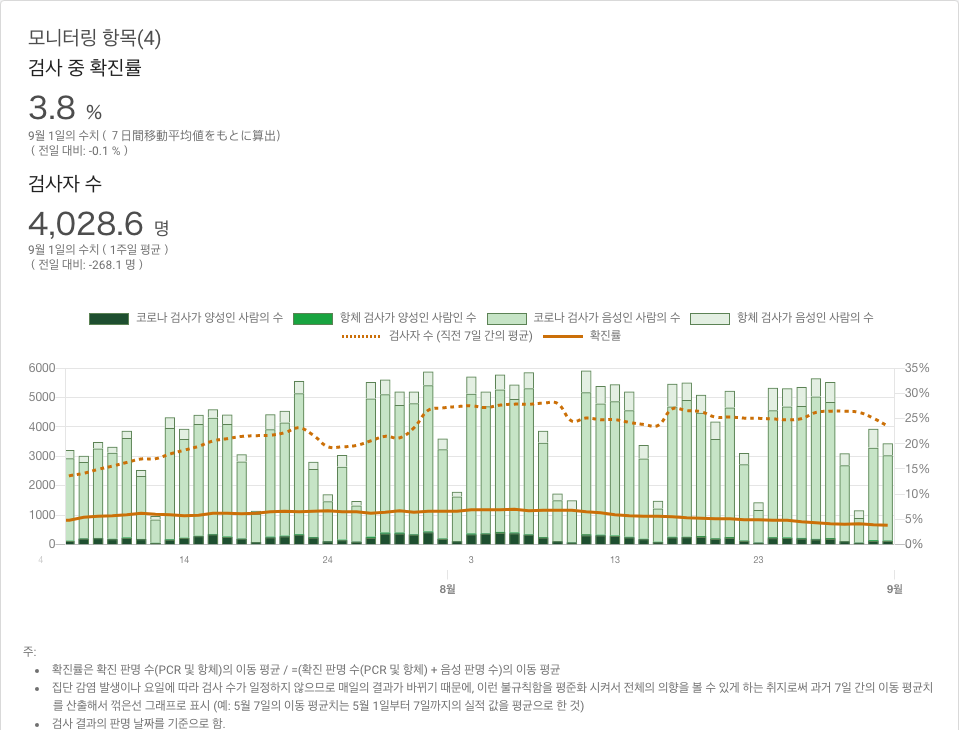 모니터링 항목(4)
검사 중 확진률
3.8 %
9월 1일의 수치 ( 7日間移動平均値をもとに算出)
( 전일 대비: -0.1 % )
검사자 수
4,028.6 명
9월 1일의 수치 ( 1주일 평균 )
( 전일 대비: -268.1 명 )
코로나 검사가 양성인 사람의 수 항체 검사가 양성인 사람인 수 코로나 검사가 음성인 사람의 수 항체 검사가 음성인 사람의 수
검사자 수 (직전 7일 간의 평균) 확진률
6000 35%
5000 30%
4000 25%
3000 20%
2000 15%
1000 10%
0 5%
0%
4 14 24 3 13 23
8월 9월
주:
확진률은 확진 판명 수(PCR 및 항체)의 이동 평균 / =(확진 판명 수(PCR 및 항체) + 음성 판명 수)의 이동 평균
집단 감염 발생이나 요일에 따라 검사 수가 일정하지 않으므로 매일의 결과가 바뀌기 때문에, 이런 불규칙함을 평준화 시켜서 전체의 의향을 볼 수 있게 하는 취지로써 과거 7일 간의 이동 평균치
를 산출해서 꺾은선 그래프로 표시 (예: 5월 7일의 이동 평균치는 5월 1일부터 7일까지의 실적 값을 평균으로 한 것)
검사 결과의 판명 날짜를 기준으로 함.